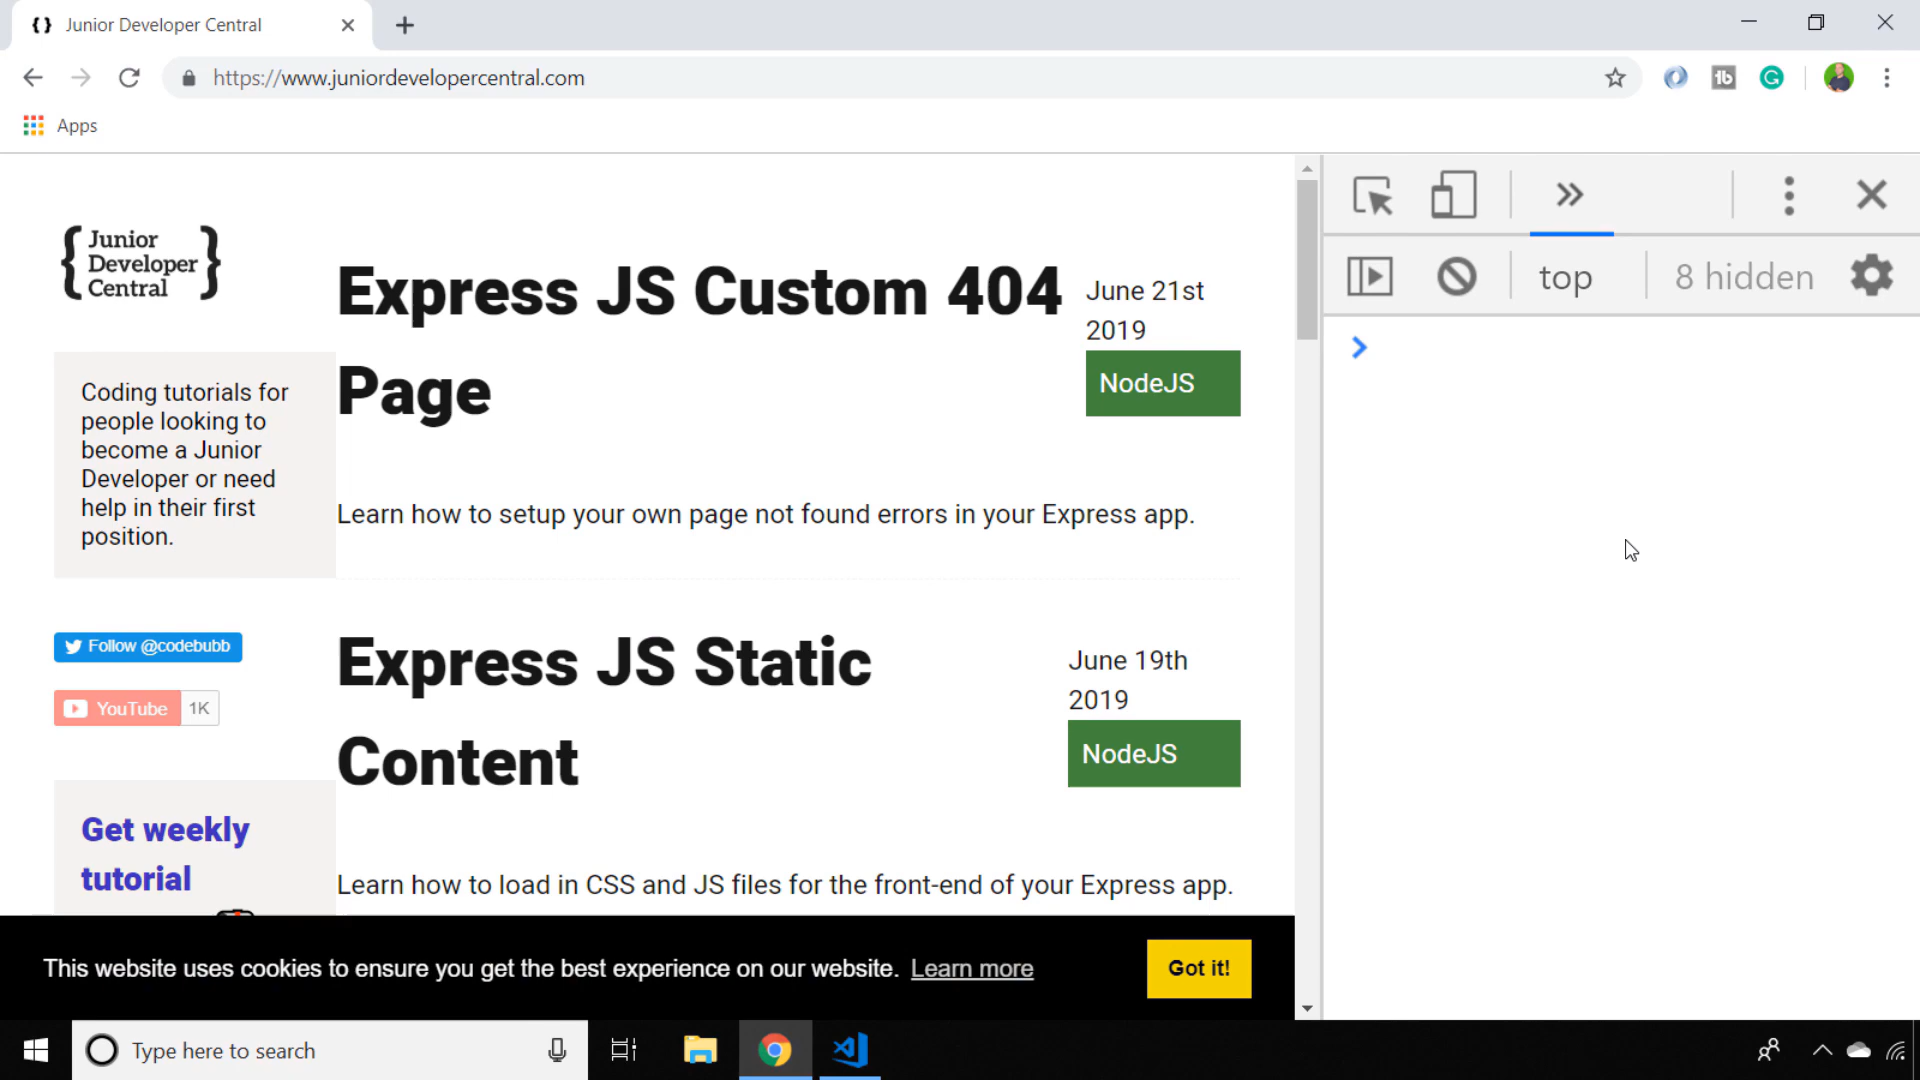 Junior Developer Central
https://www.juniordevelopercentral.com
Apps
Junior
Developer
Central
Coding tutorials for
people looking to
become a Junior
Developer or need
help in their first
position.
Follow @codebubb
YouTube 1K
Get weekly
tutorial
Express JS Custom 404
Page
June 21st
2019
NodeJS
Learn how to setup your own page not found errors in your Express app.
Express JS Static
Content
June 19th
2019
NodeJS
Learn how to load in CSS and JS files for the front-end of your Express app.
This website uses cookies to ensure you get the best experience on our website. Learn more
Got it!
top
8 hidden
Type here to search